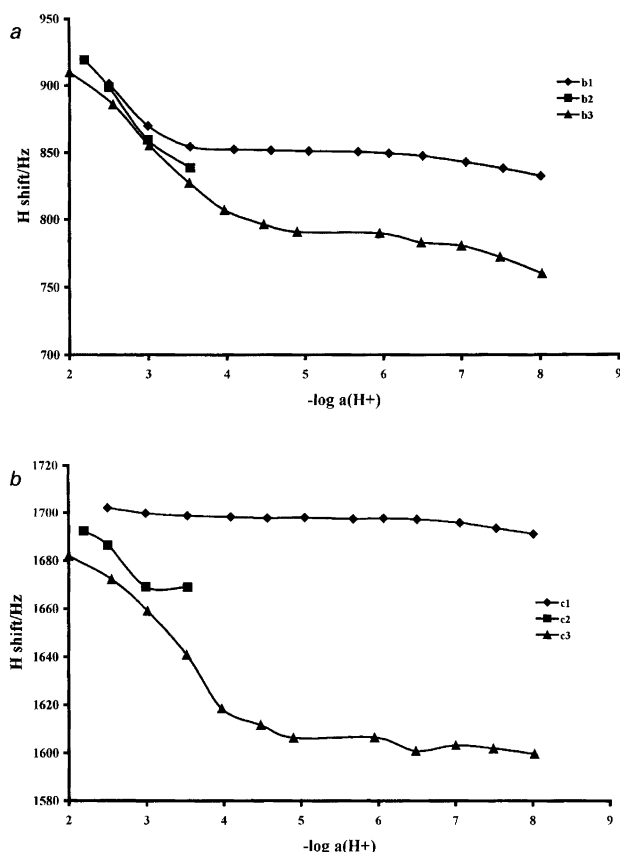 a
950
900
850
800
750
700
H shift/Hz
b1
b2
b3
2 3 4 5 6 7 8 9
-log a(H+)
b
1720
1700
1680
1660
1640
1620
1600
1580
H shift/Hz
c1
c2
c3
2 3 4 5 6 7 8 9
-log a(H+)